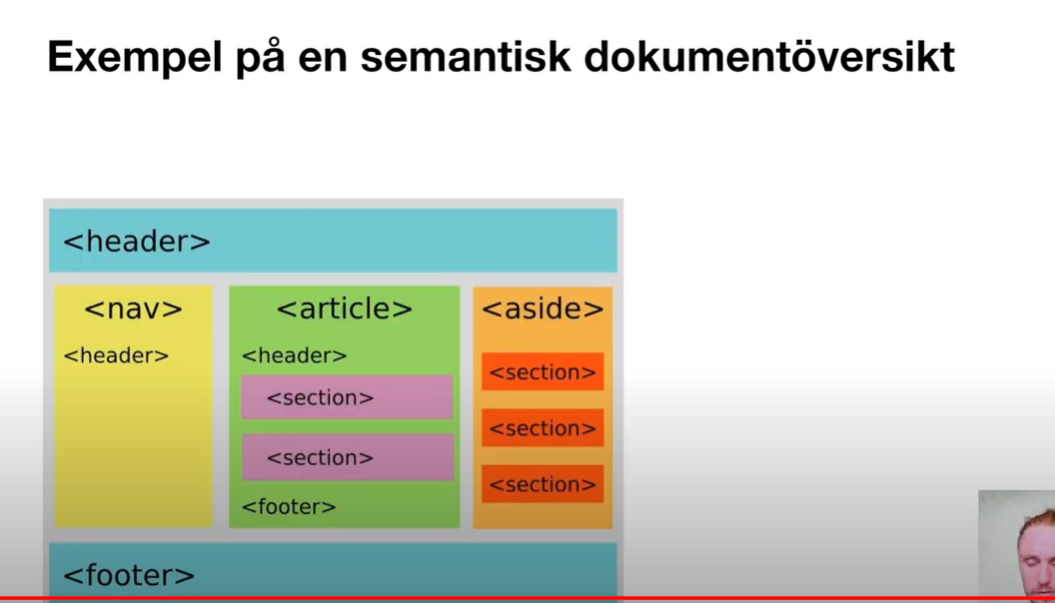 Exempel på en semantisk dokumentöversikt
<header>
<nav>
<header>
<article>
<header>
<section>
<section>
<footer>
<aside>
<section>
<section>
<section>
<footer>